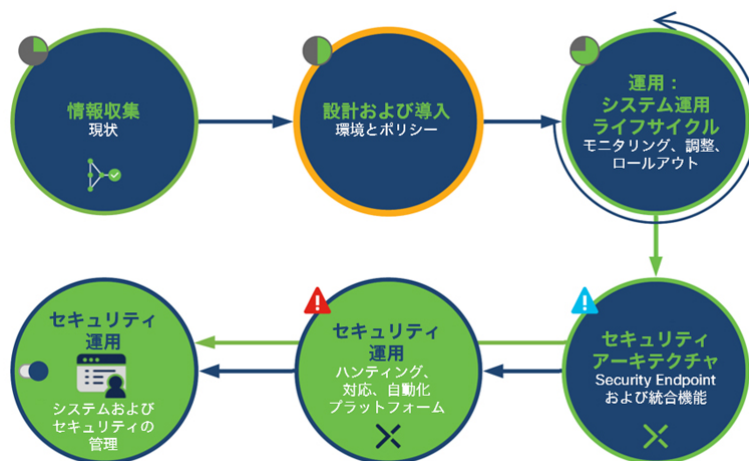 情報収集
現状
設計および導入
環境とポリシー
運用：
システム運用
ライフサイクル
モニタリング、調整、
ロールアウト
セキュリティ
運用
システムおよび
セキュリティの
管理
セキュリティ
運用
ハンティング、
対応、自動化
プラットフォーム
セキュリティ
アーキテクチャ
Security Endpoint
および統合機能